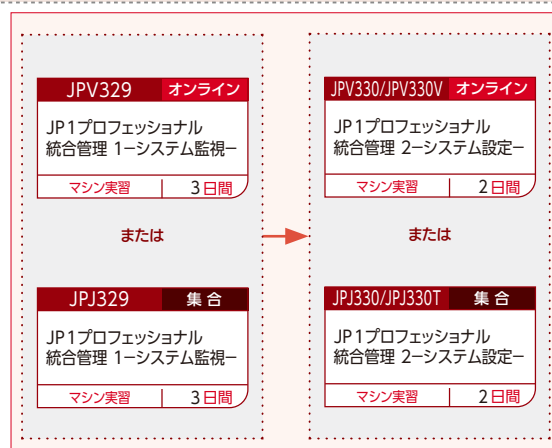 JPV329 オンライン
JP1プロフェッショナル
統合管理 1−システム監視−
マシン実習 3日間
または
JPJ329 集合
JP1プロフェッショナル
統合管理 1−システム監視−
マシン実習 3日間
JPV330/JPV330V オンライン
JP1プロフェッショナル
統合管理 2−システム設定−
マシン実習 2日間
または
JPJ330/JPJ330T 集合
JP1プロフェッショナル
統合管理 2−システム設定−
マシン実習 2日間